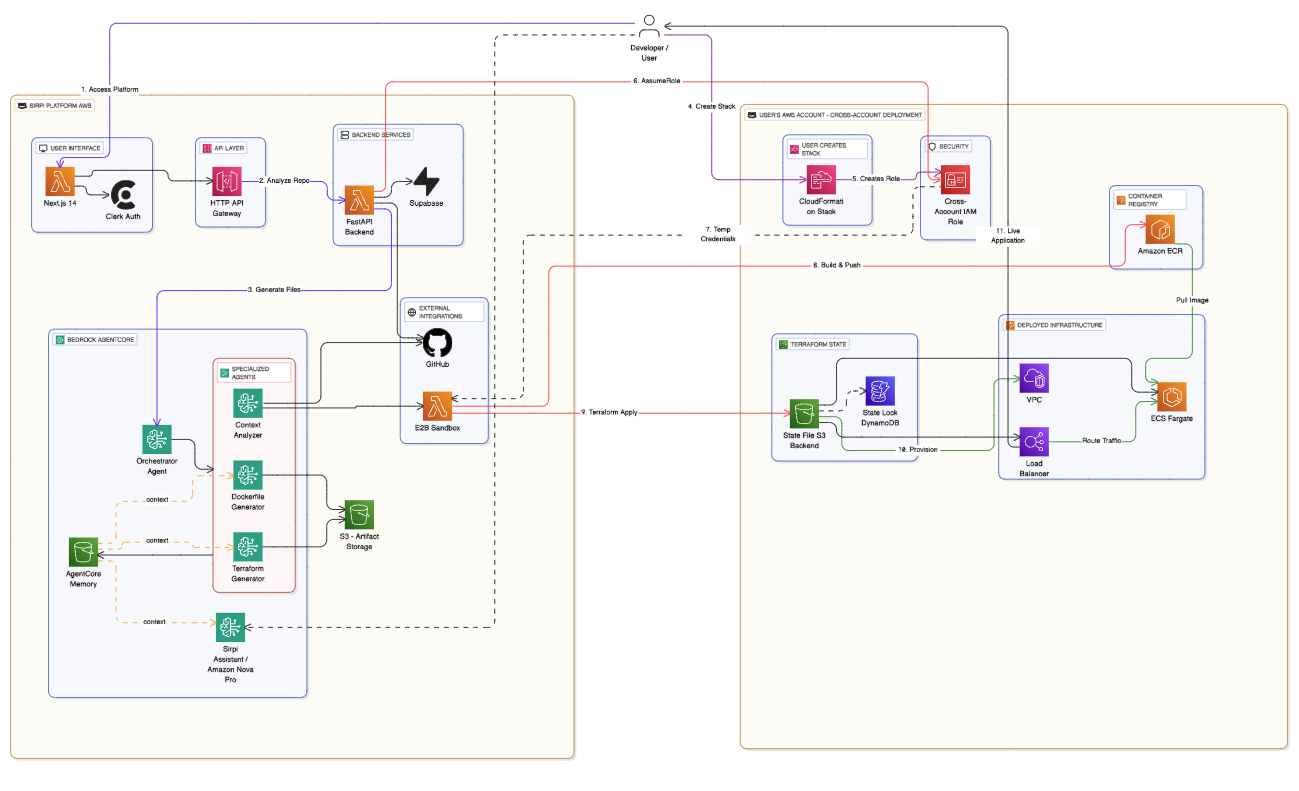 Developer /
User
1. Access Platform
6. AssumeRole
4. Create Stack
SIRPI PLATFORM AWS
USER INTERFACE
Next.js 14
Clerk Auth
API LAYER
HTTP API
Gateway
2. Analyze Repo
BACKEND SERVICES
FastAPI
Backend
Supabase
3. Generate Files
EXTERNAL
INTEGRATIONS
GitHub
E2B Sandbox
BEDROCK AGENTCORE
SPECIALIZED
AGENTS
Context
Analyzer
Orchestrator
Agent
Dockerfile
Generator
context
context
Terraform
Generator
AgentCore
Memory
S3 - Artifact
Storage
context
Sirpi
Assistant /
Amazon Nova
Pro
USER'S AWS ACCOUNT - CROSS-ACCOUNT DEPLOYMENT
USER CREATES
STACK
CloudFormati
on Stack
5. Creates Role
SECURITY
Cross-
Account IAM
Role
7. Temp
Credentials
11. Live
Application
8. Build & Push
CONTAINER
REGISTRY
Amazon ECR
Pull Image
9. Terraform Apply
TERRAFORM STATE
State File S3
Backend
State Lock
DynamoDB
10. Provision
DEPLOYED INFRASTRUCTURE
VPC
ECS Fargate
Load
Balancer
Route Traffic